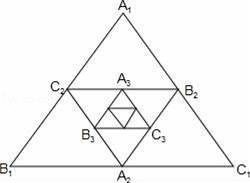 A₁
C₂ A₃ B₂
B₃ C₃
B₁ A₂ C₁